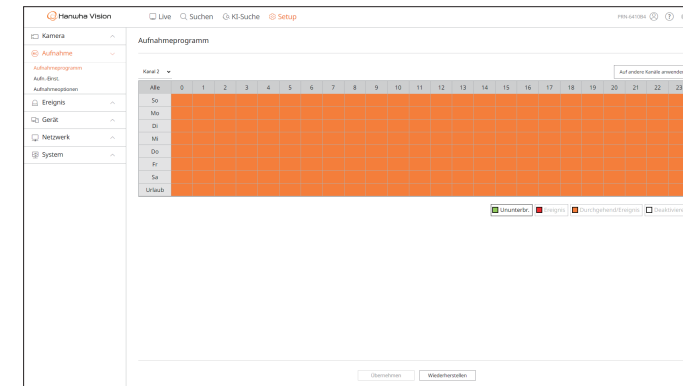 Hanwha Vision
Live Suchen KI-Suche Setup
PRN-6410B4
Kamera
Aufnahmeprogramm
Aufnahme
Aufnahmeprogramm
Kanal 2
Auf andere Kanäle anwenden
Aufn.-Einst.
Aufnahmeoptionen
Alle 0 1 2 3 4 5 6 7 8 9 10 11 12 13 14 15 16 17 18 19 20 21 22 23
Ereignis
So
Gerät
Mo
Netzwerk
Di
Mi
System
Do
Fr
Sa
Urlaub
Ununterbr. Ereignis Durchgehend/Ereignis
Übernehmen Wiederherstellen